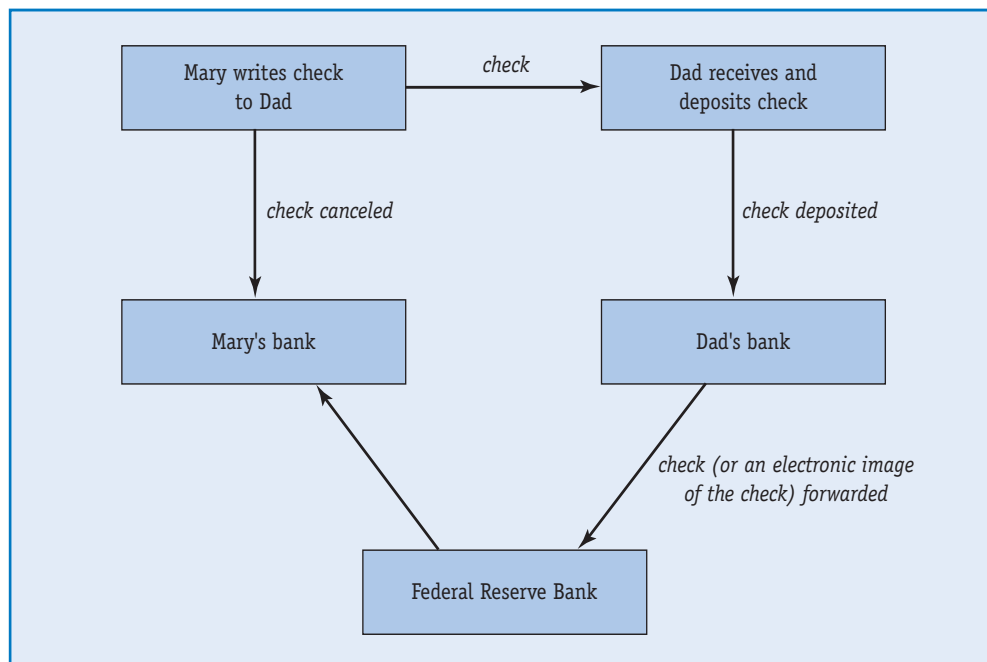 Mary writes check
to Dad
check
Dad receives and
deposits check
check canceled
check deposited
Mary's bank
Dad's bank
check (or an electronic image
of the check) forwarded
Federal Reserve Bank